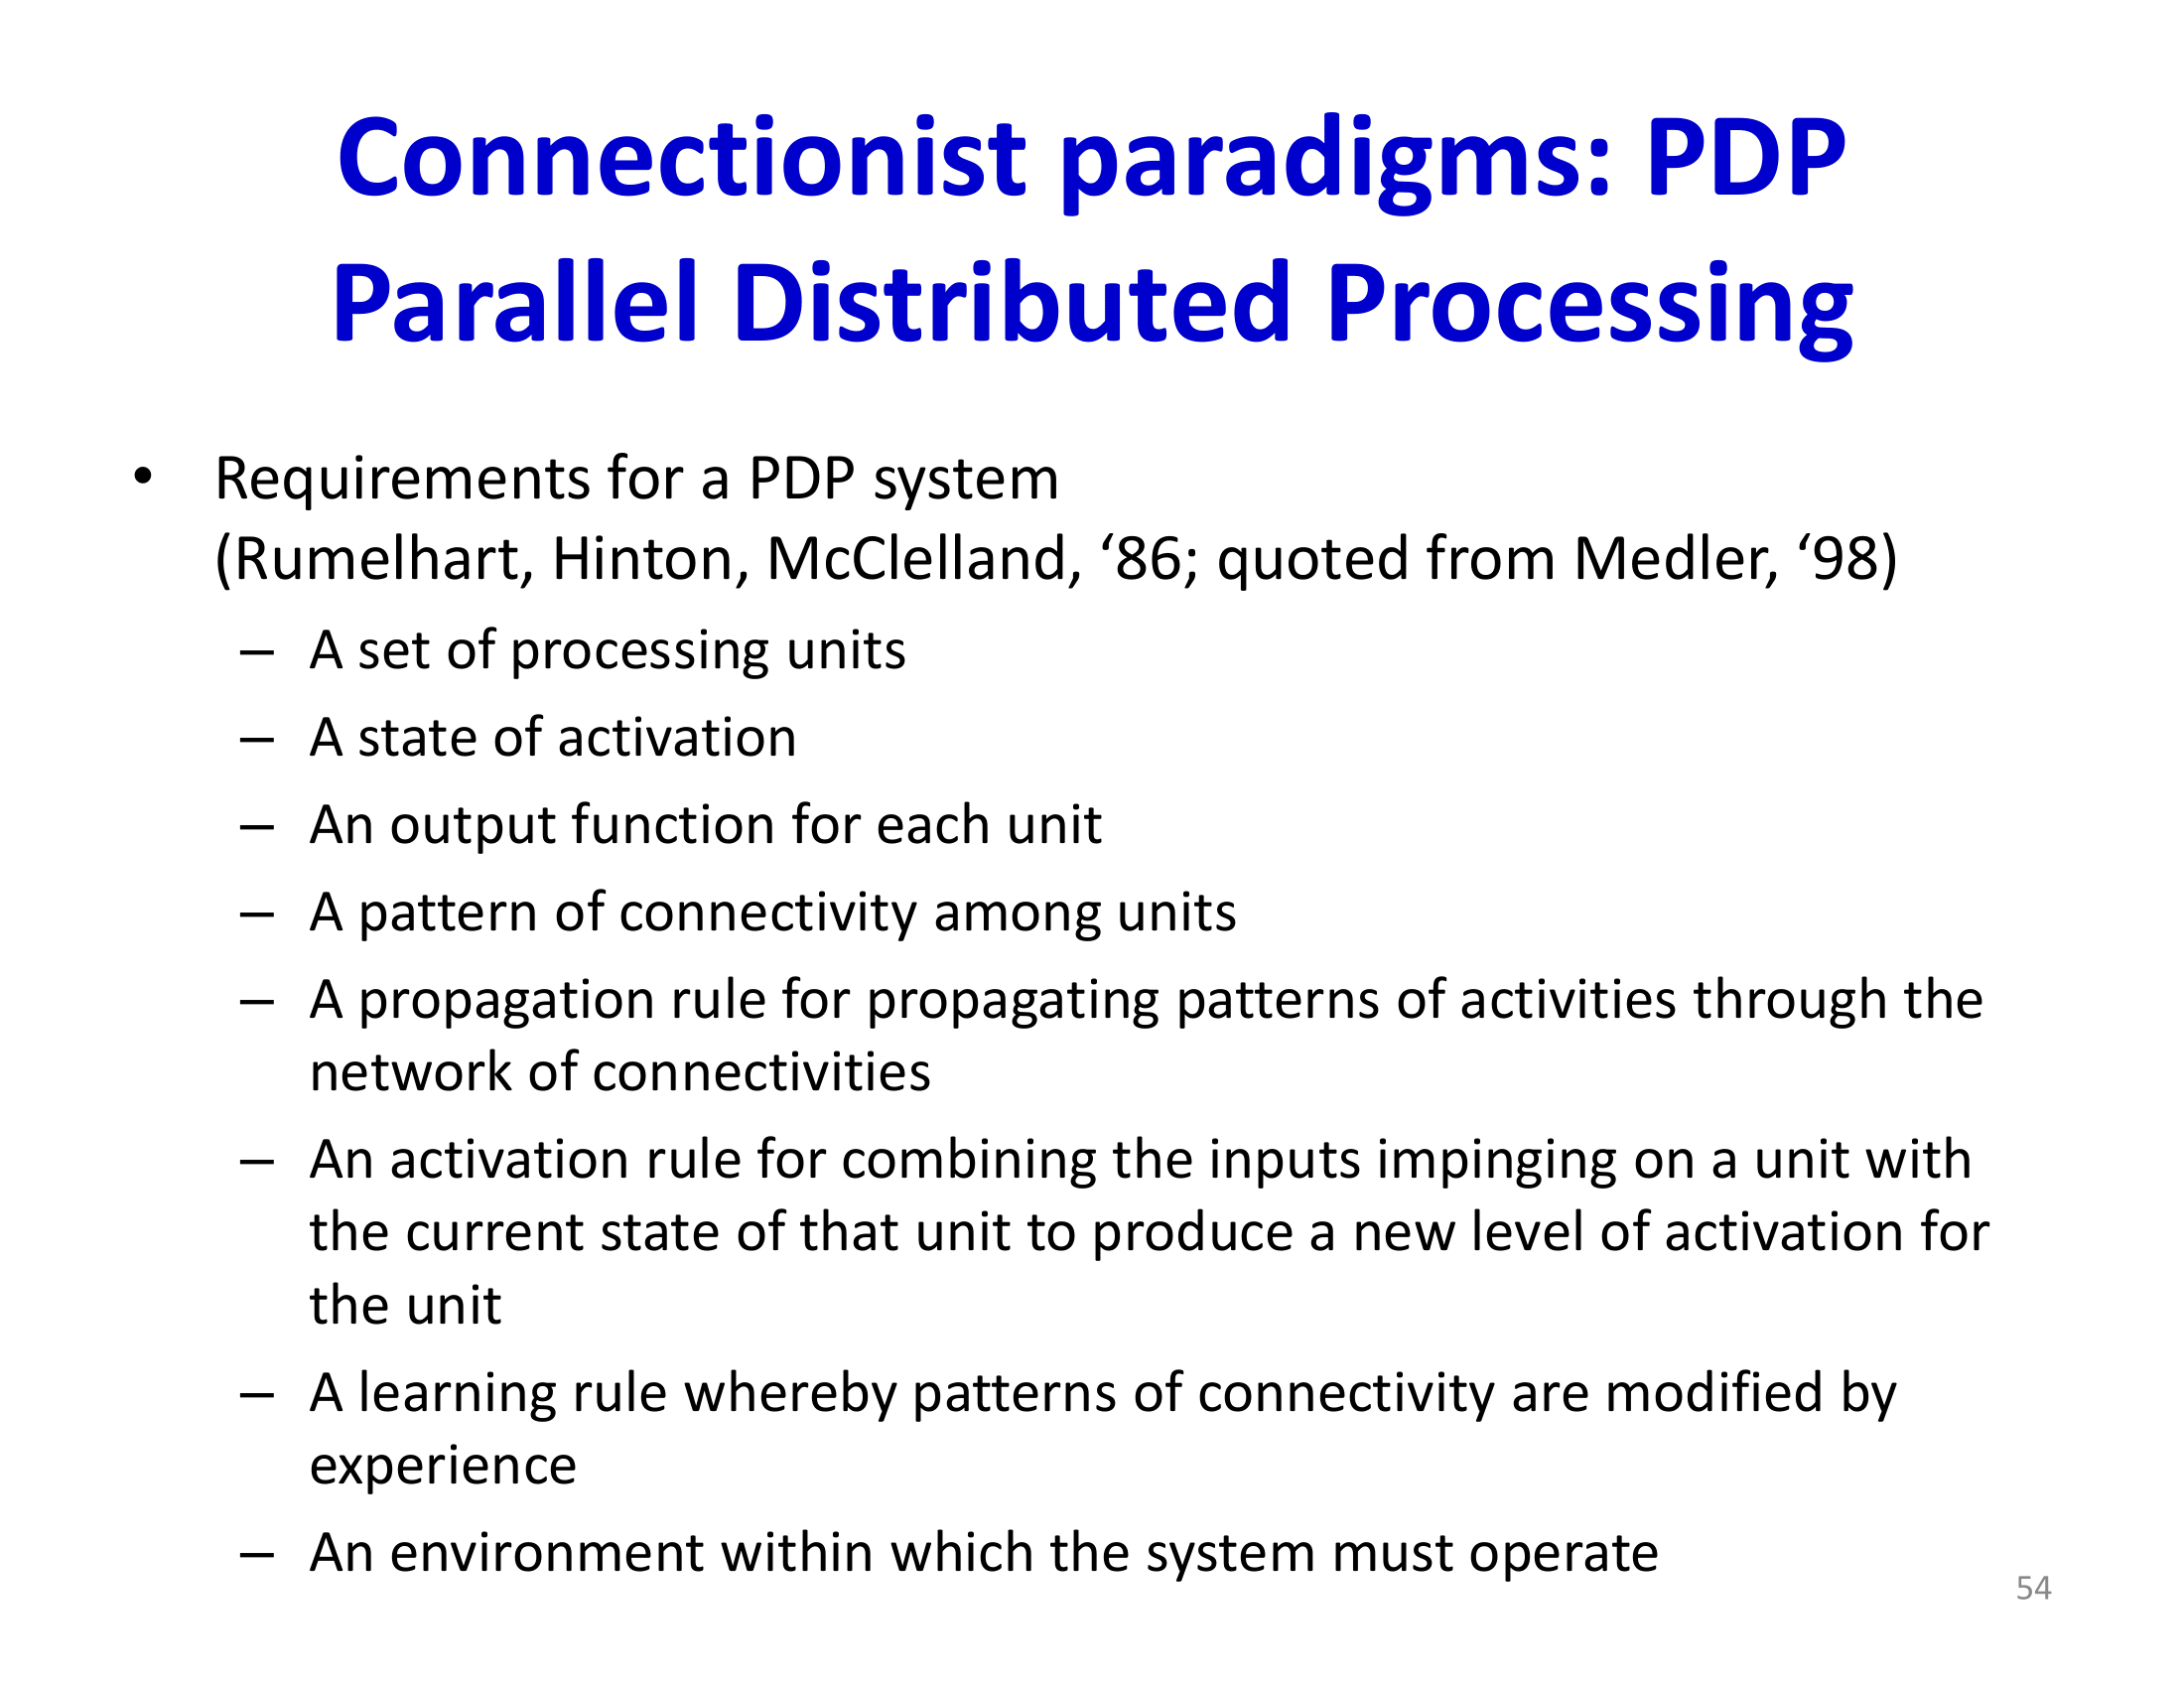 Connectionist paradigms: PDP
Parallel Distributed Processing
• Requirements for a PDP system
(Rumelhart, Hinton, McClelland, ‘86; quoted from Medler, ‘98)
– A set of processing units
– A state of activation
– An output function for each unit
– A pattern of connectivity among units
– A propagation rule for propagating patterns of activities through the
network of connectivities
– An activation rule for combining the inputs impinging on a unit with
the current state of that unit to produce a new level of activation for
the unit
– A learning rule whereby patterns of connectivity are modified by
experience
– An environment within which the system must operate
54